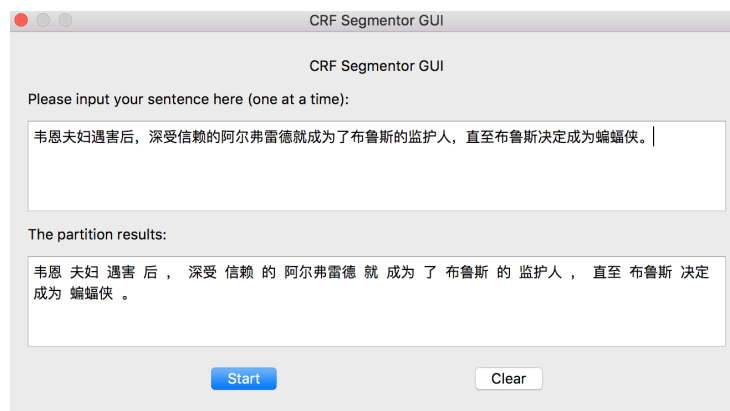 CRF Segmentor GUI
CRF Segmentor GUI
Please input your sentence here (one at a time):
韦恩夫妇遇害后，深受信赖的阿尔弗雷德就成为了布鲁斯的监护人，直至布鲁斯决定成为蝙蝠侠。
The partition results:
韦恩 夫妇 遇害 后 ， 深受 信赖 的 阿尔弗雷德 就 成为 了 布鲁斯 的 监护人 ， 直至 布鲁斯 决定
成为 蝙蝠侠 。
Start Clear